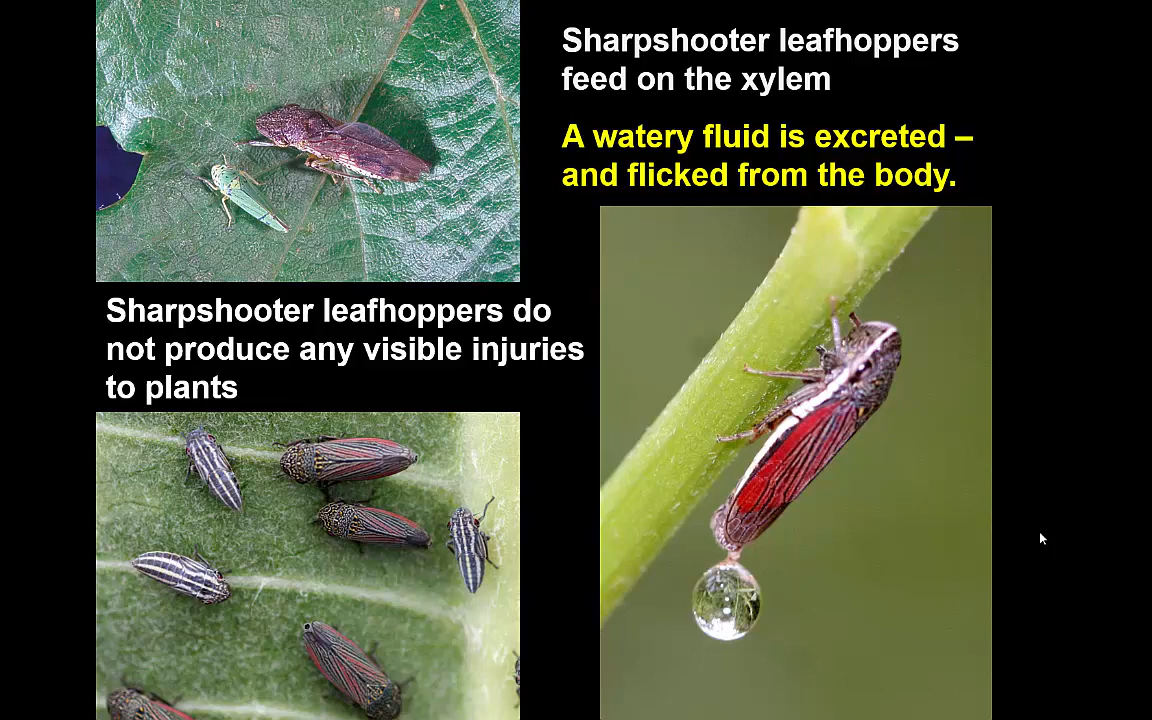 Sharpshooter leafhoppers
feed on the xylem
A watery fluid is excreted –
and flicked from the body.
Sharpshooter leafhoppers do
not produce any visible injuries
to plants